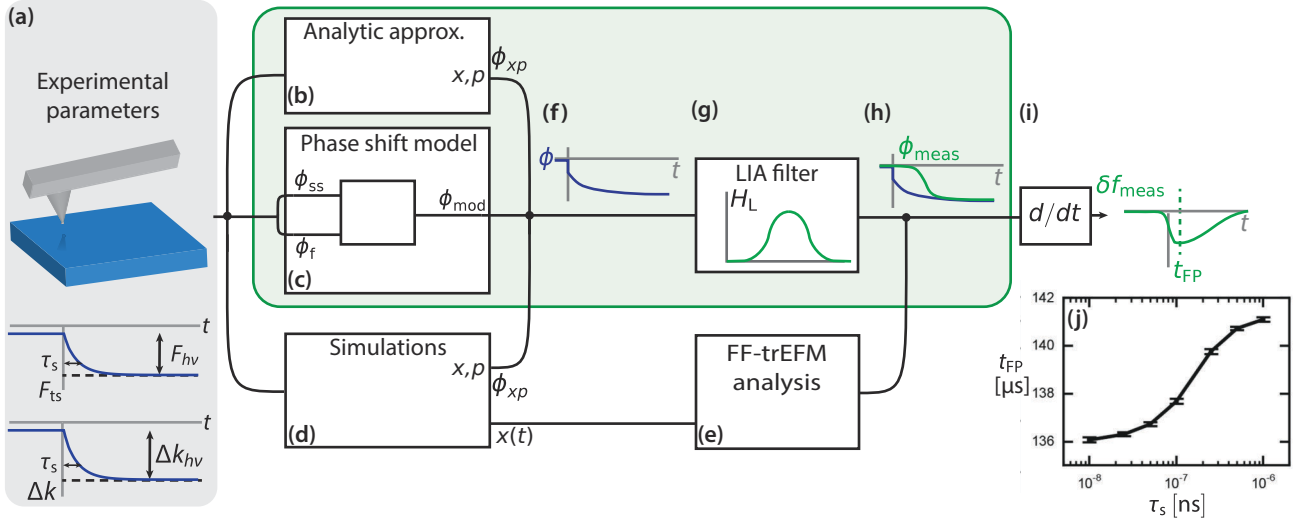 (a)
Experimental
parameters
t
τs
Fhν
Fts
t
τs
Δkhν
Δk
Analytic approx.
ϕxp
x,p
(b)
Phase shift model
ϕss
ϕmod
ϕf
(c)
Simulations
x,p
ϕxp
(d)
x(t)
(f)
ϕ
t
(g)
LIA filter
HL
(h)
ϕmeas
t
FF-trEFM
analysis
(e)
(i)
d/dt
δfmeas
t
tFP
(j)
142
140
138
136
tFP
[μs]
10⁻⁸
10⁻⁷
10⁻⁶
τs [ns]